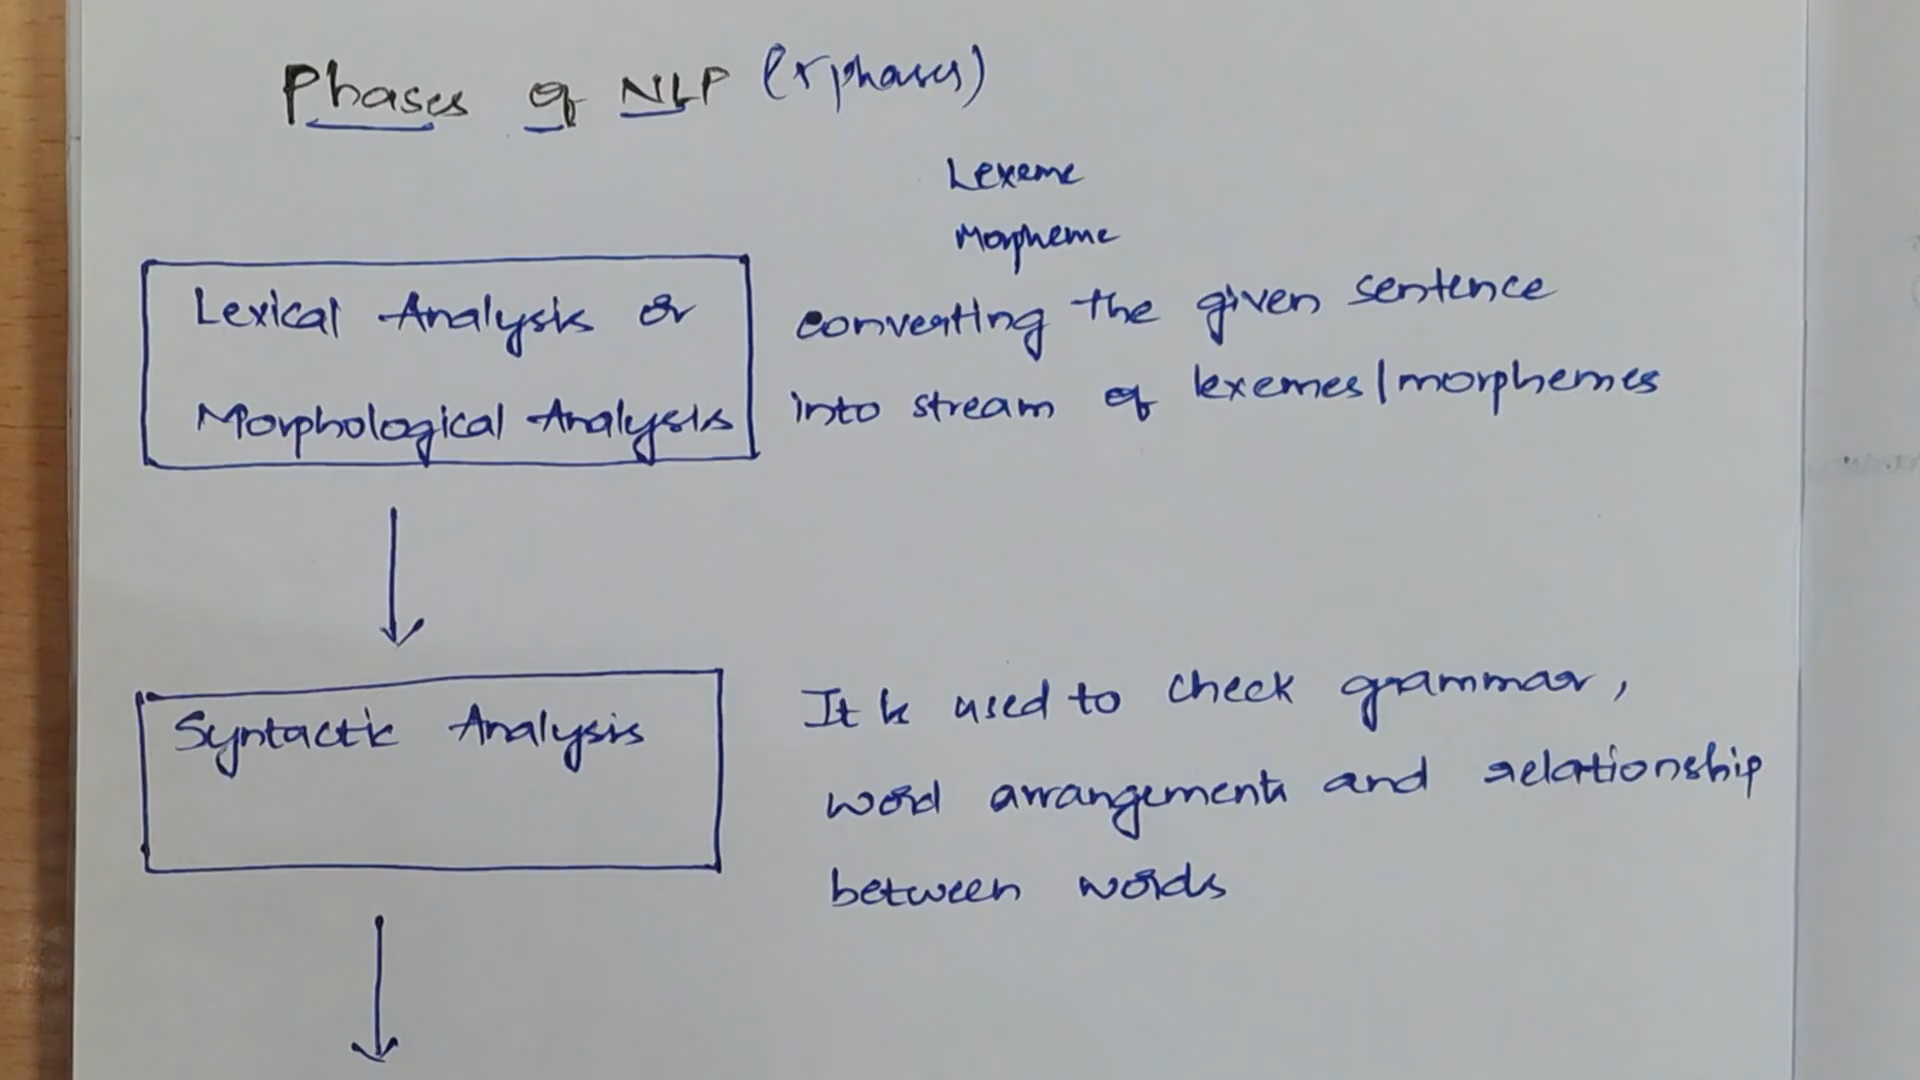 Phases of NLP (5 phases)
Lexeme
Morpheme
Lexical Analysis or
Morphological Analysis
converting the given sentence
into stream of lexemes/morphemes
Syntactic Analysis
It is used to check grammar,
word arrangements and relationship
between words